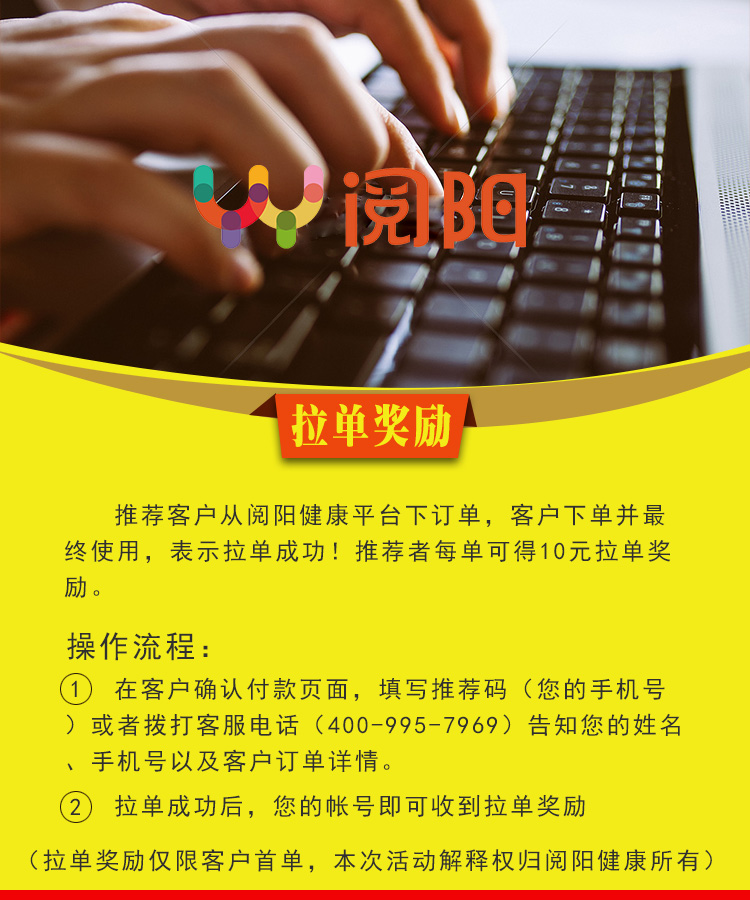 阅阳
拉单奖励
推荐客户从阅阳健康平台下订单，客户下单并最
终使用，表示拉单成功！推荐者每单可得10元拉单奖
励。
操作流程：
① 在客户确认付款页面，填写推荐码（您的手机号
）或者拨打客服电话（400-995-7969）告知您的姓名
、手机号以及客户订单详情。
② 拉单成功后，您的帐号即可收到拉单奖励
（拉单奖励仅限客户首单，本次活动解释权归阅阳健康所有）